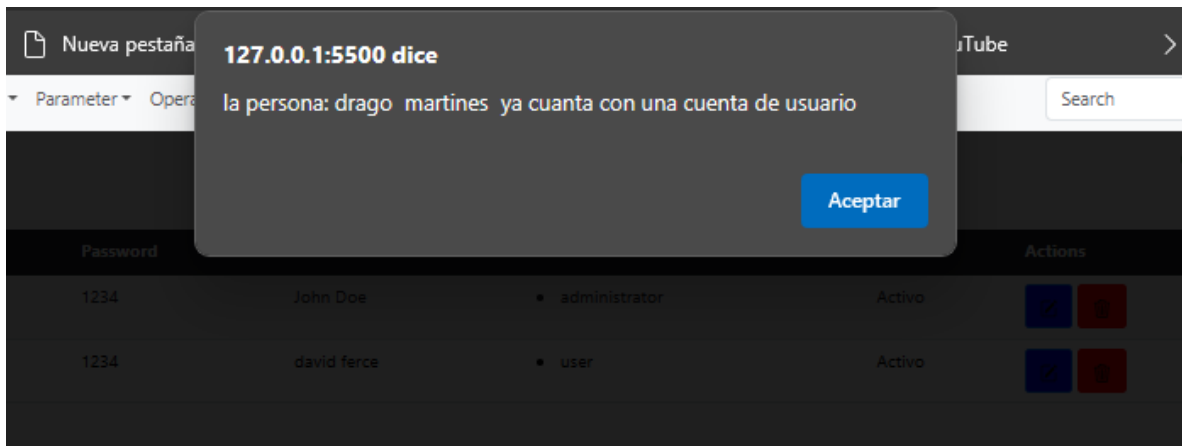 Nueva pestaña
uTube
127.0.0.1:5500 dice
la persona: drago martines ya cuanta con una cuenta de usuario
Parameter Opera
Search
Aceptar
Password Actions
1234 John Doe administrator Activo
1234 david ferce user Activo